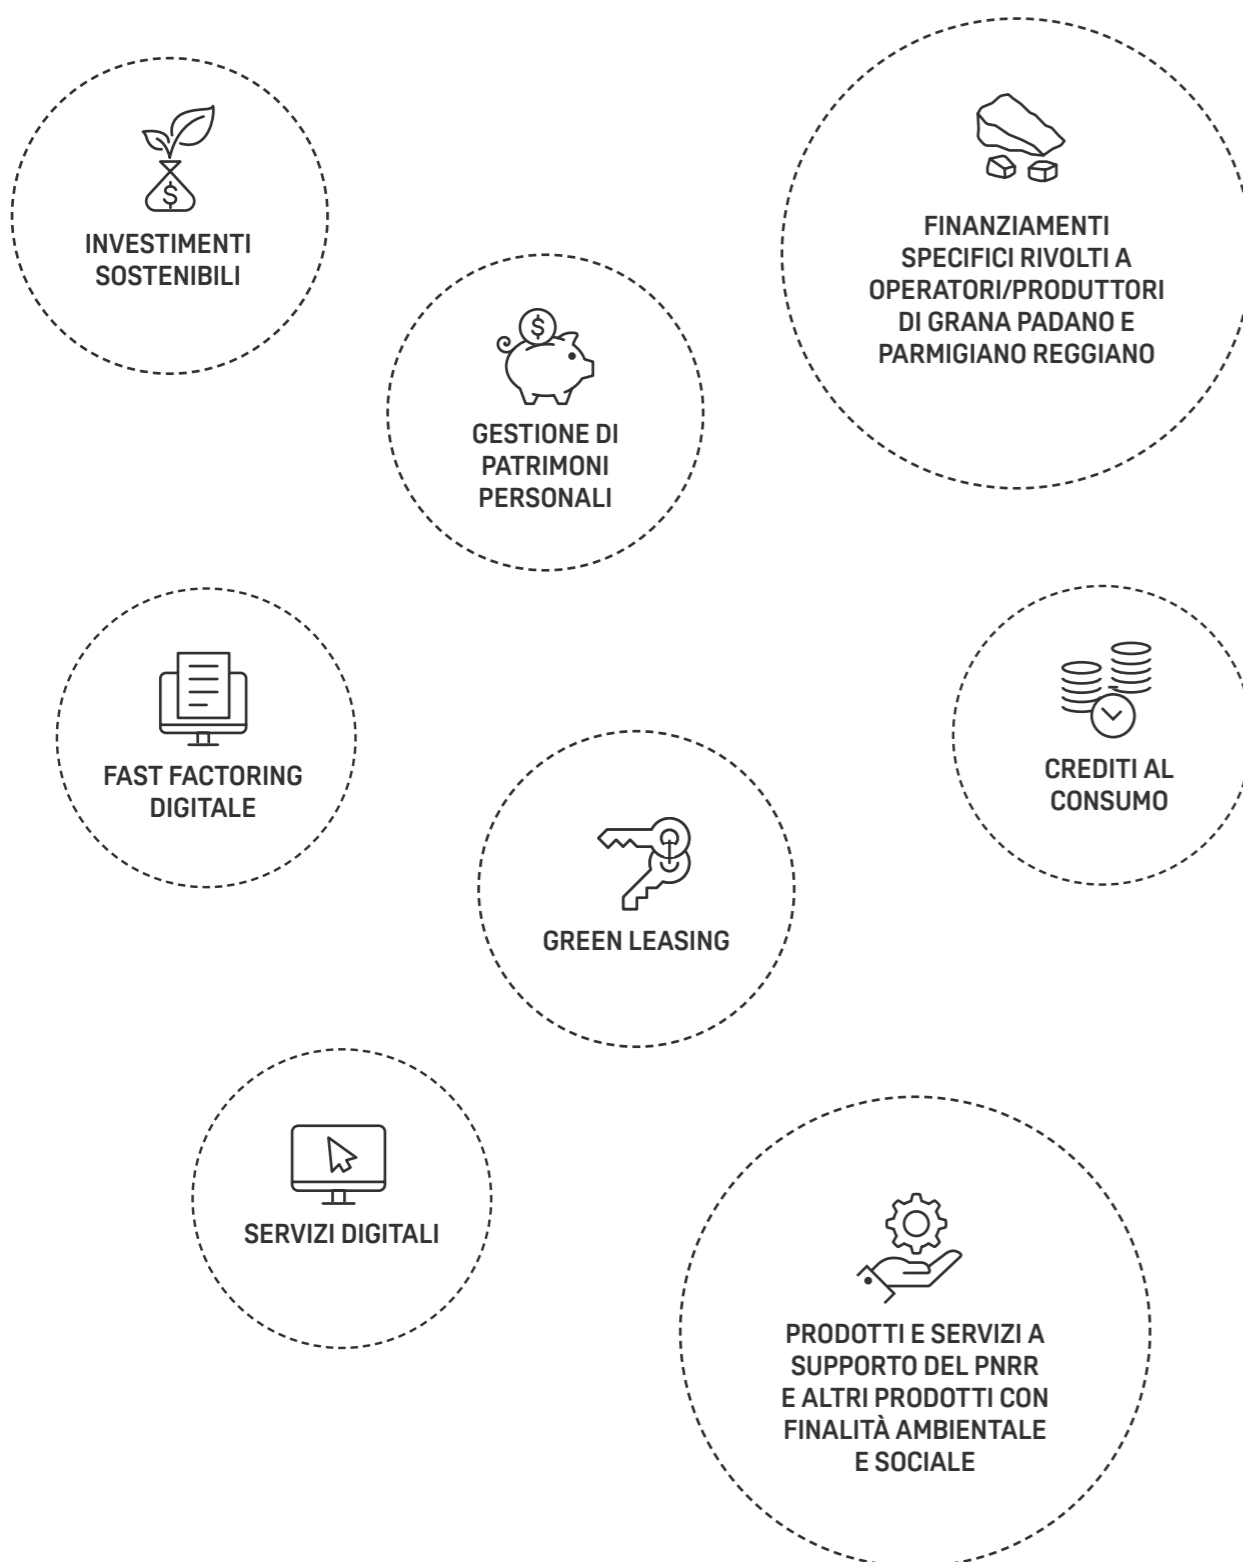 INVESTIMENTI
SOSTENIBILI
FINANZIAMENTI
SPECIFICI RIVOLTI A
OPERATORI/PRODUTTORI
DI GRANA PADANO E
PARMIGIANO REGGIANO
$
GESTIONE DI
PATRIMONI
PERSONALI
$
FAST FACTORING
DIGITALE
CREDITI AL
CONSUMO
GREEN LEASING
SERVIZI DIGITALI
PRODOTTI E SERVIZI A
SUPPORTO DEL PNRR
E ALTRI PRODOTTI CON
FINALITÀ AMBIENTALE
E SOCIALE